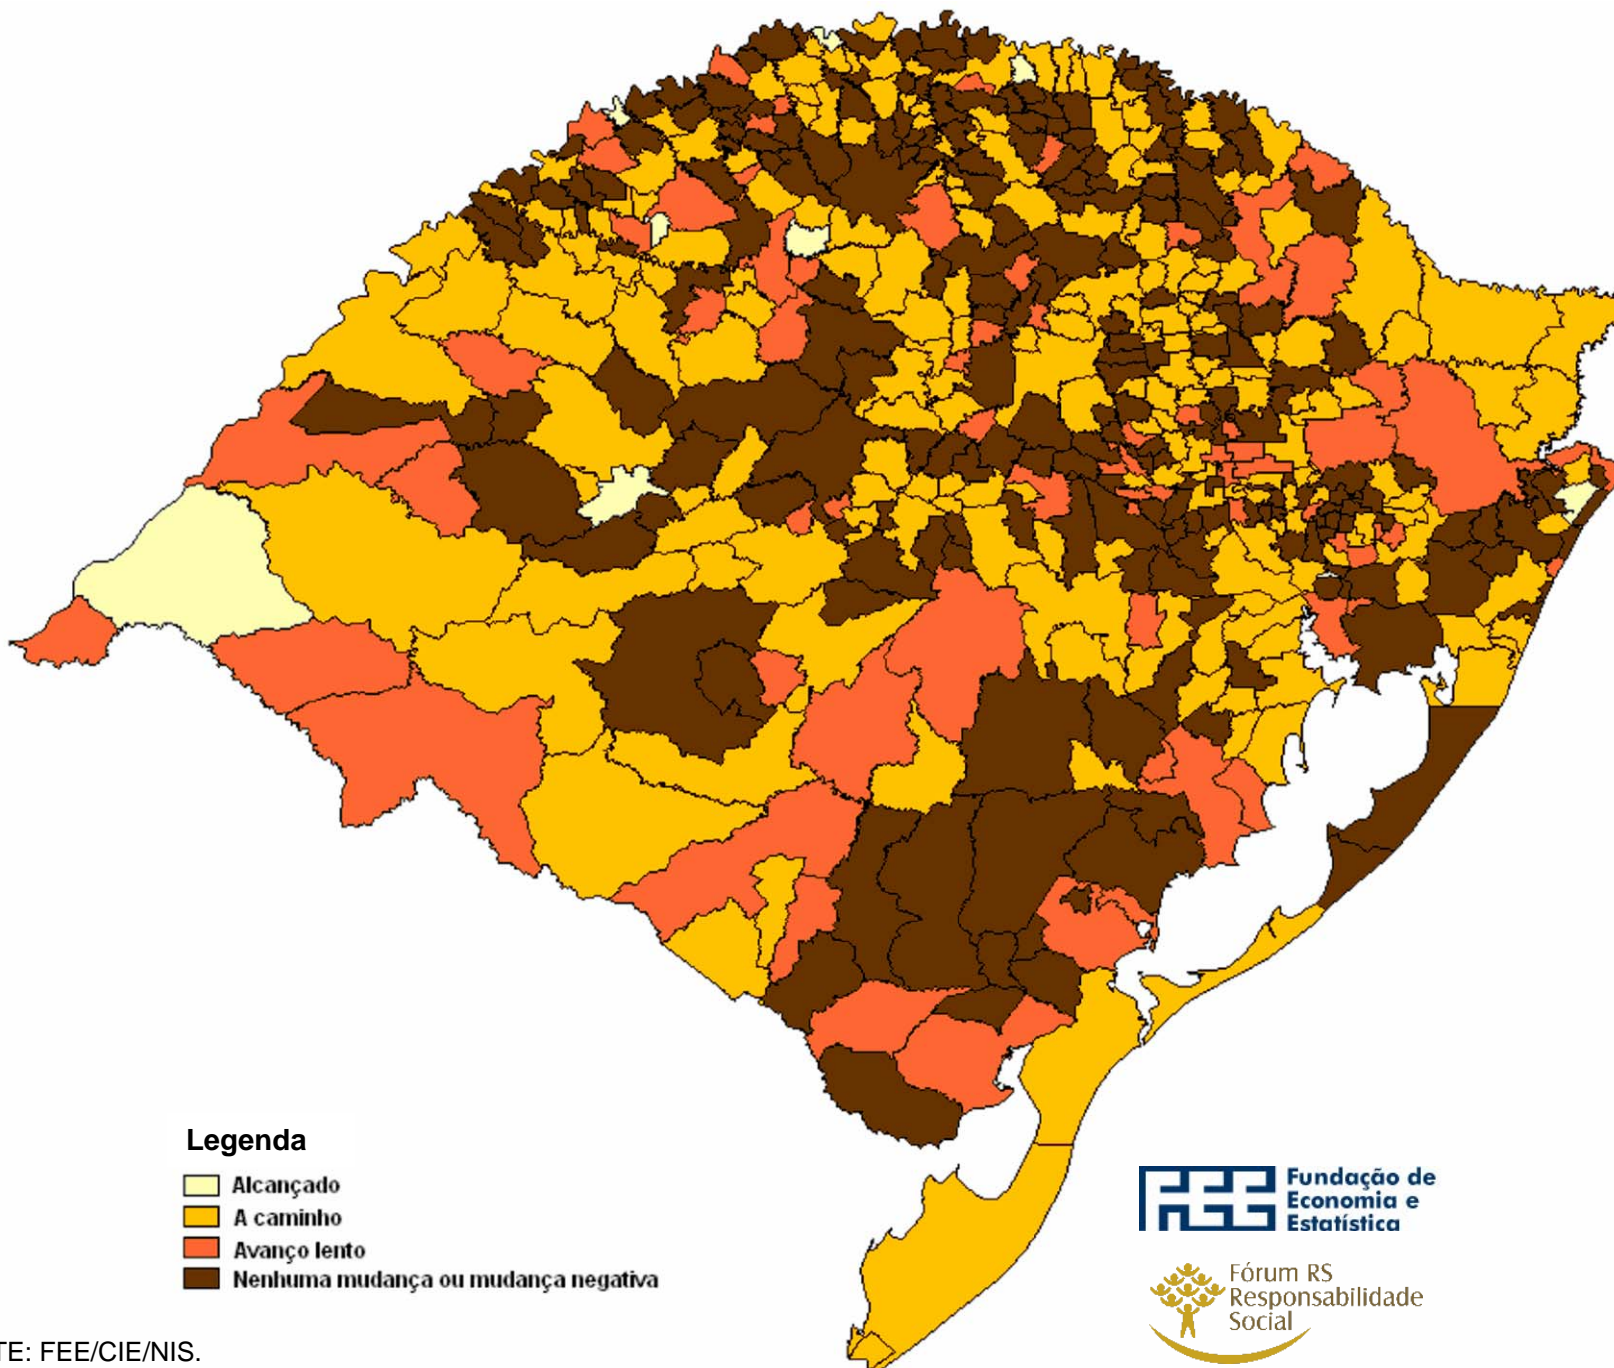 Legenda
Alcançado
A caminho
Avanço lento
Nenhuma mudança ou mudança negativa
FEE
Fundação de
Economia e
Estatística
Fórum RS
Responsabilidade
Social
TE: FEE/CIE/NIS.